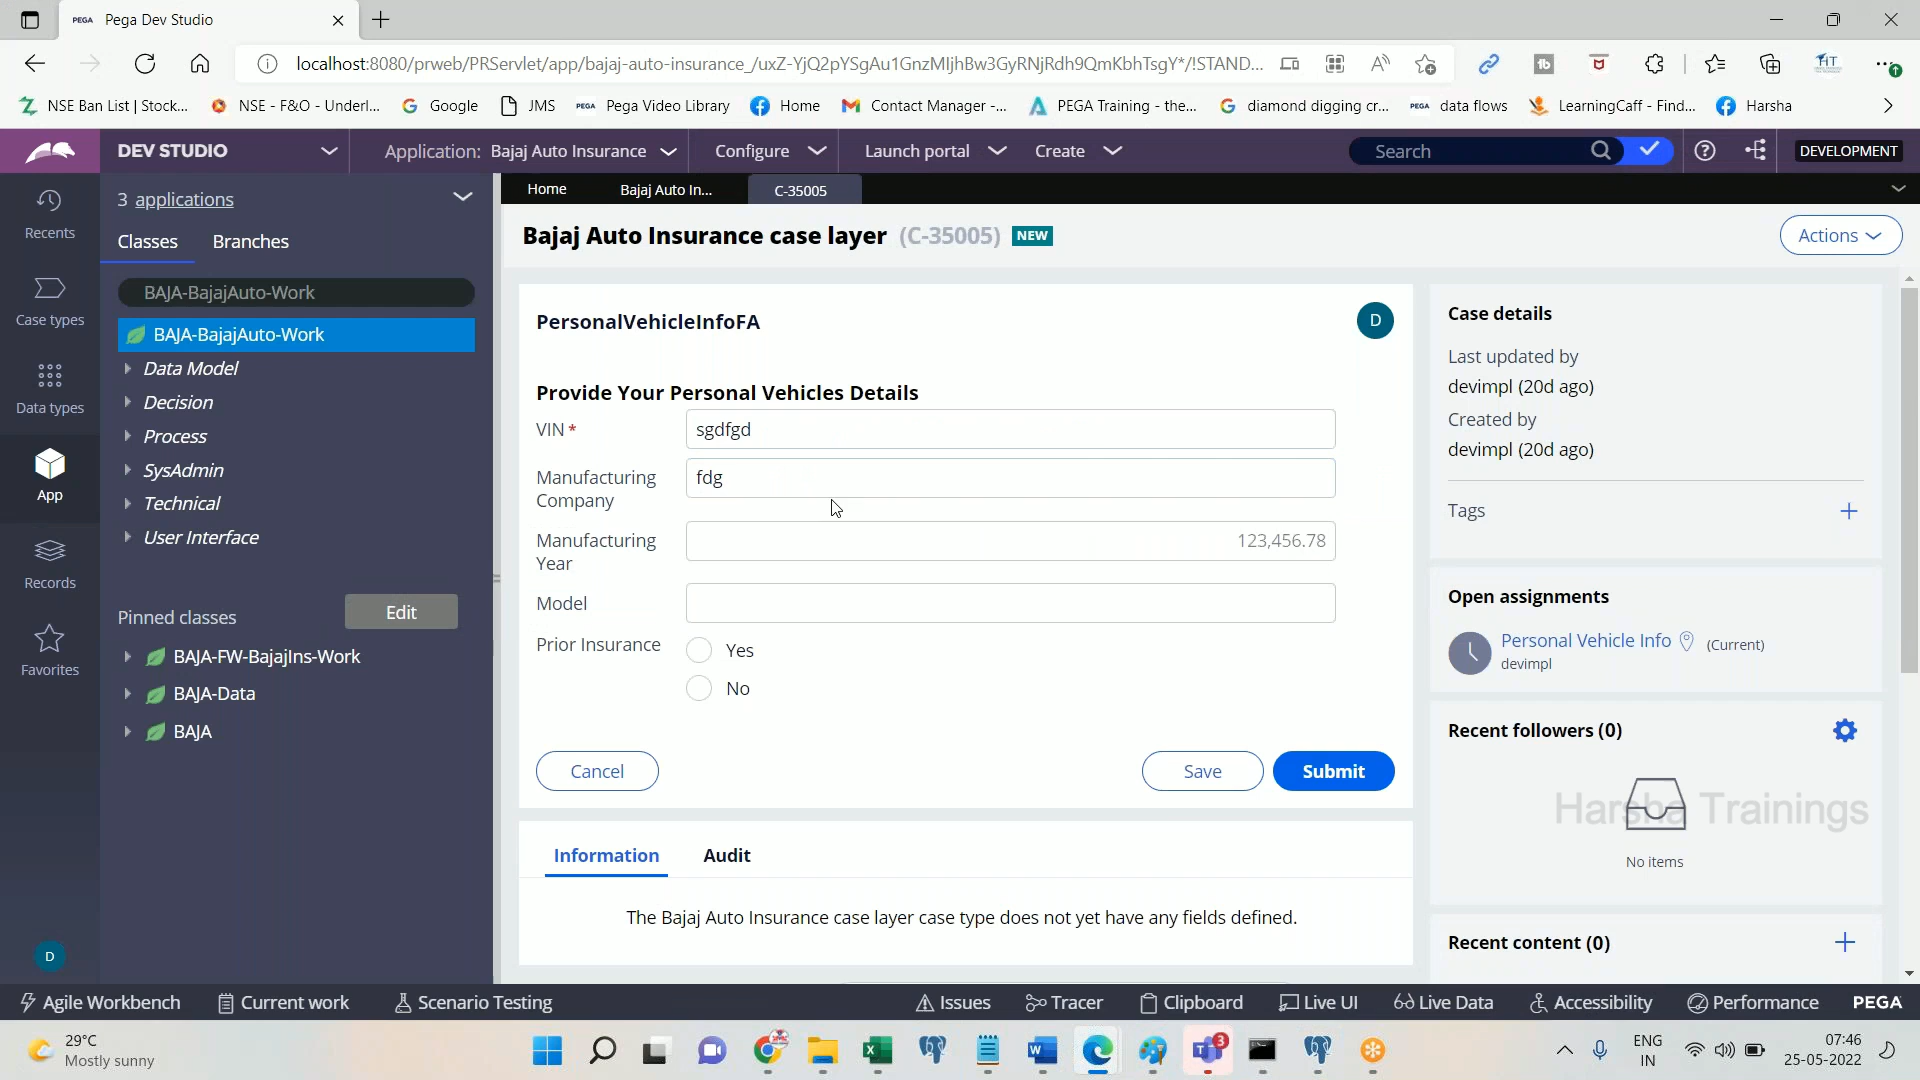 PEGA Pega Dev Studio
localhost:8080/prweb/PRServlet/app/bajaj-auto-insurance_/uxZ-YjQ2pYSgAu1GnzMIjhBw3GyRNjRdh9QmKbhTsgY*/!STAND...
NSE Ban List | Stock... NSE - F&O - Underl... Google JMS PEGA Pega Video Library Home Contact Manager -... PEGA Training - the... diamond digging cr... PEGA data flows LearningCaff - Find... Harsha
DEV STUDIO Application: Bajaj Auto Insurance Configure Launch portal Create Search DEVELOPMENT
Home Bajaj Auto In... C-35005
Recents
Case types
Data types
App
Records
Favorites
D
3 applications
Classes Branches
BAJA-BajajAuto-Work
BAJA-BajajAuto-Work
Data Model
Decision
Process
SysAdmin
Technical
User Interface
Pinned classes Edit
BAJA-FW-BajajIns-Work
BAJA-Data
BAJA
Bajaj Auto Insurance case layer (C-35005) NEW Actions
PersonalVehicleInfoFA D
Provide Your Personal Vehicles Details
VIN * sgdfgd
Manufacturing Company fdg
Manufacturing Year 123,456.78
Model
Prior Insurance Yes
No
Cancel Save Submit
Information Audit
The Bajaj Auto Insurance case layer case type does not yet have any fields defined.
Case details
Last updated by
devimpl (20d ago)
Created by
devimpl (20d ago)
Tags
Open assignments
Personal Vehicle Info (Current)
devimpl
Recent followers (0)
Harsha Trainings
No items
Recent content (0)
Agile Workbench Current work Scenario Testing Issues Tracer Clipboard Live UI Live Data Accessibility Performance PEGA
29°C
Mostly sunny
3
ENG
IN
07:46
25-05-2022